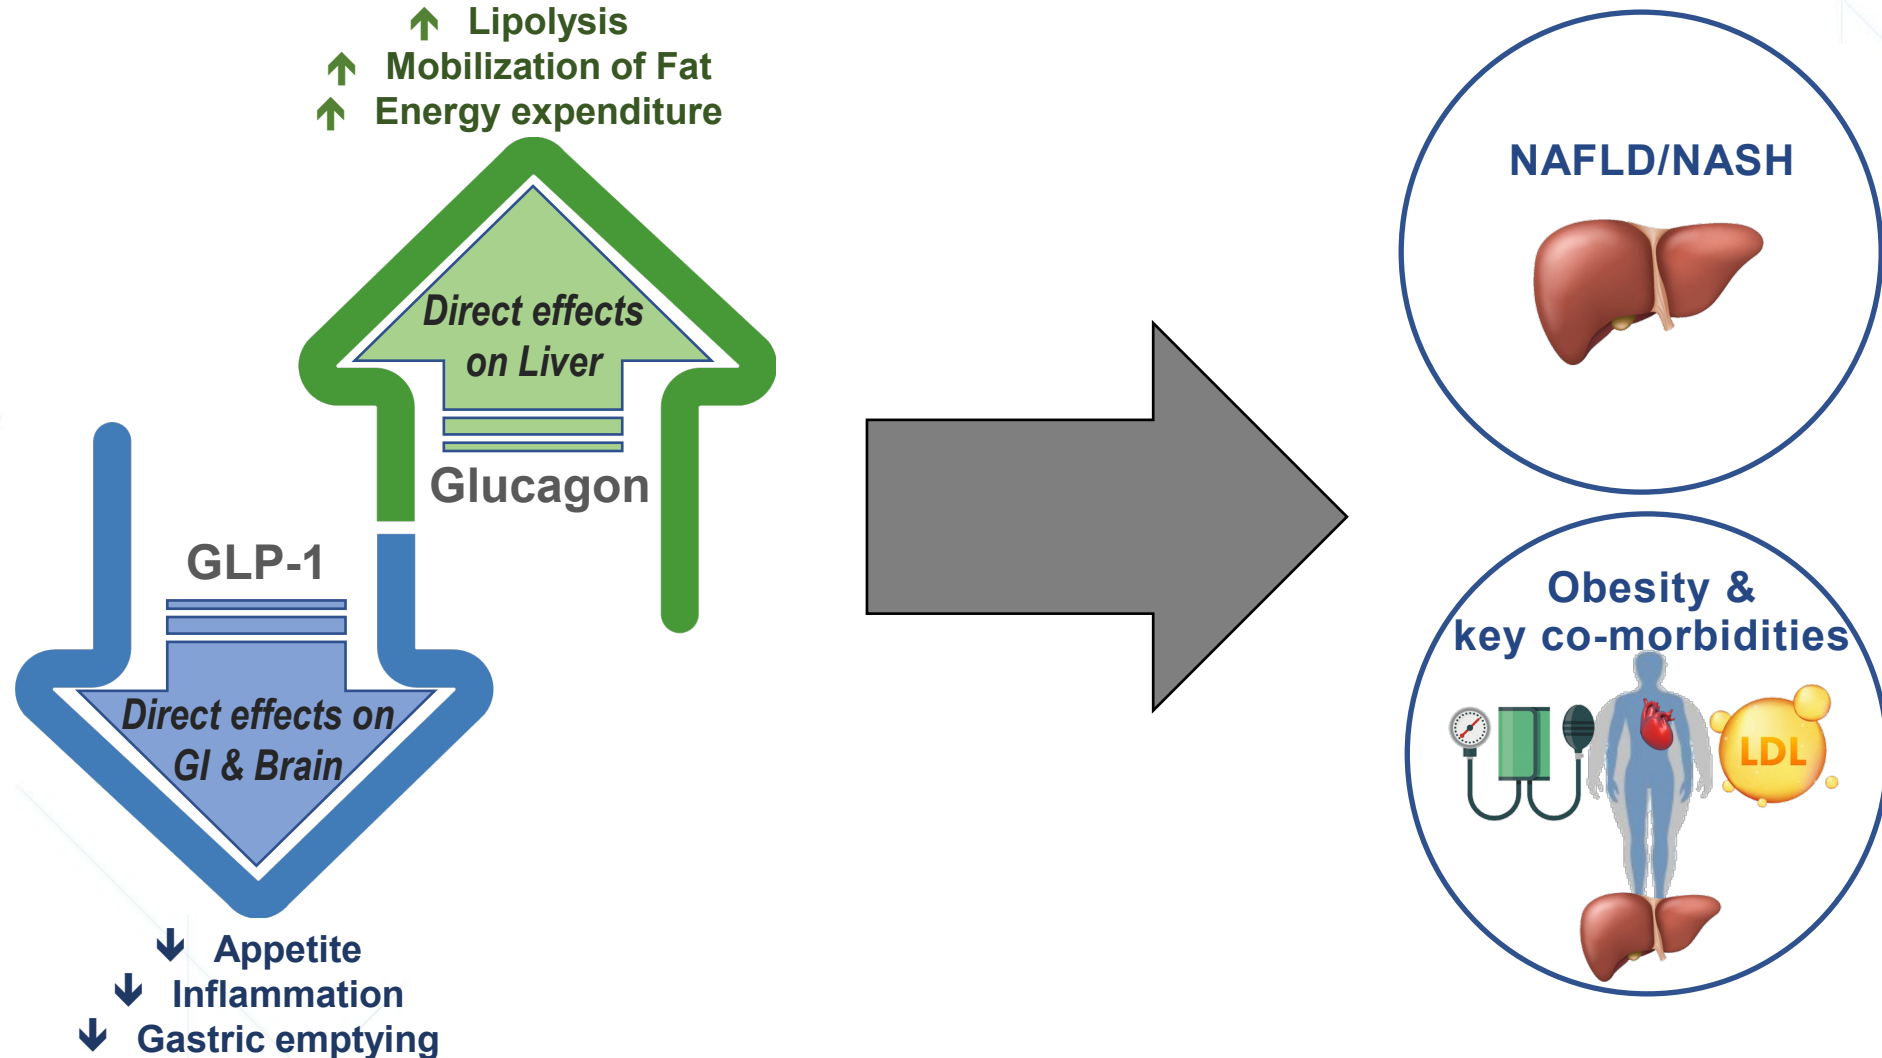 ↑ Lipolysis
↑ Mobilization of Fat
↑ Energy expenditure
Direct effects
on Liver
Glucagon
GLP-1
Direct effects on
GI & Brain
↓ Appetite
↓ Inflammation
↓ Gastric emptying
NAFLD/NASH
Obesity &
key co-morbidities
LDL